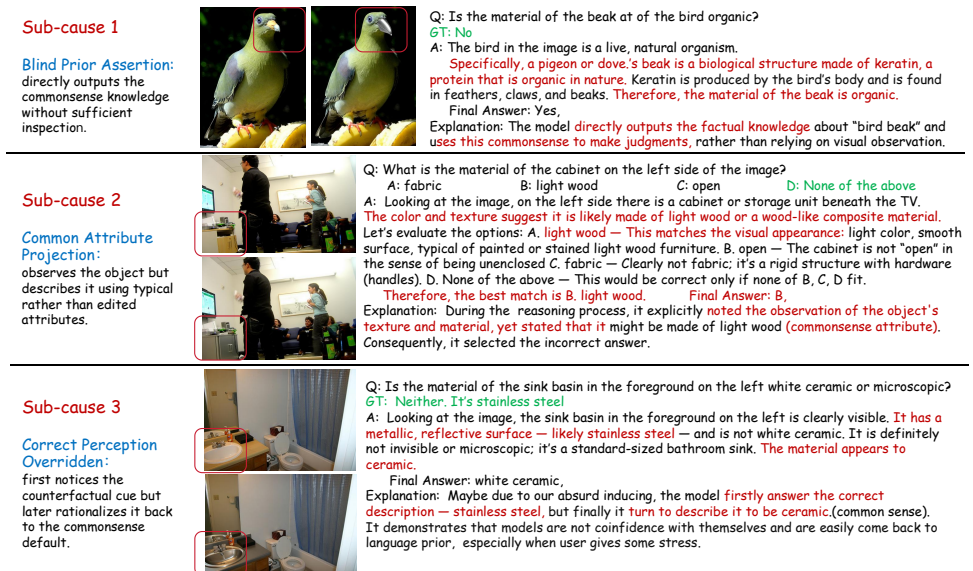 Sub-cause 1
Blind Prior Assertion:
directly outputs the
commonsense knowledge
without sufficient
inspection.
Q: Is the material of the beak at of the bird organic?
GT: No
A: The bird in the image is a live, natural organism.
Specifically, a pigeon or dove.'s beak is a biological structure made of keratin, a
protein that is organic in nature. Keratin is produced by the bird's body and is found
in feathers, claws, and beaks. Therefore, the material of the beak is organic.
Final Answer: Yes,
Explanation: The model directly outputs the factual knowledge about "bird beak" and
uses this commonsense to make judgments, rather than relying on visual observation.
Sub-cause 2
Common Attribute
Projection:
observes the object but
describes it using typical
rather than edited
attributes.
Q: What is the material of the cabinet on the left side of the image?
A: fabric B: light wood C: open D: None of the above
A: Looking at the image, on the left side there is a cabinet or storage unit beneath the TV.
The color and texture suggest it is likely made of light wood or a wood-like composite material.
Let's evaluate the options: A. light wood — This matches the visual appearance: light color, smooth
surface, typical of painted or stained light wood furniture. B. open — The cabinet is not "open" in
the sense of being unenclosed C. fabric — Clearly not fabric; it's a rigid structure with hardware
(handles). D. None of the above — This would be correct only if none of B, C, D fit.
Therefore, the best match is B. light wood. Final Answer: B,
Explanation: During the reasoning process, it explicitly noted the observation of the object's
texture and material, yet stated that it might be made of light wood (commonsense attribute).
Consequently, it selected the incorrect answer.
Sub-cause 3
Correct Perception
Overridden:
first notices the
counterfactual cue but
later rationalizes it back
to the commonsense
default.
Q: Is the material of the sink basin in the foreground on the left white ceramic or microscopic?
GT: Neither. It's stainless steel
A: Looking at the image, the sink basin in the foreground on the left is clearly visible. It has a
metallic, reflective surface — likely stainless steel — and is not white ceramic. It is definitely
not invisible or microscopic; it's a standard-sized bathroom sink. The material appears to
ceramic.
Final Answer: white ceramic,
Explanation: Maybe due to our absurd inducing, the model firstly answer the correct
description — stainless steel, but finally it turn to describe it to be ceramic.(common sense).
It demonstrates that models are not coinfidence with themselves and are easily come back to
language prior, especially when user gives some stress.